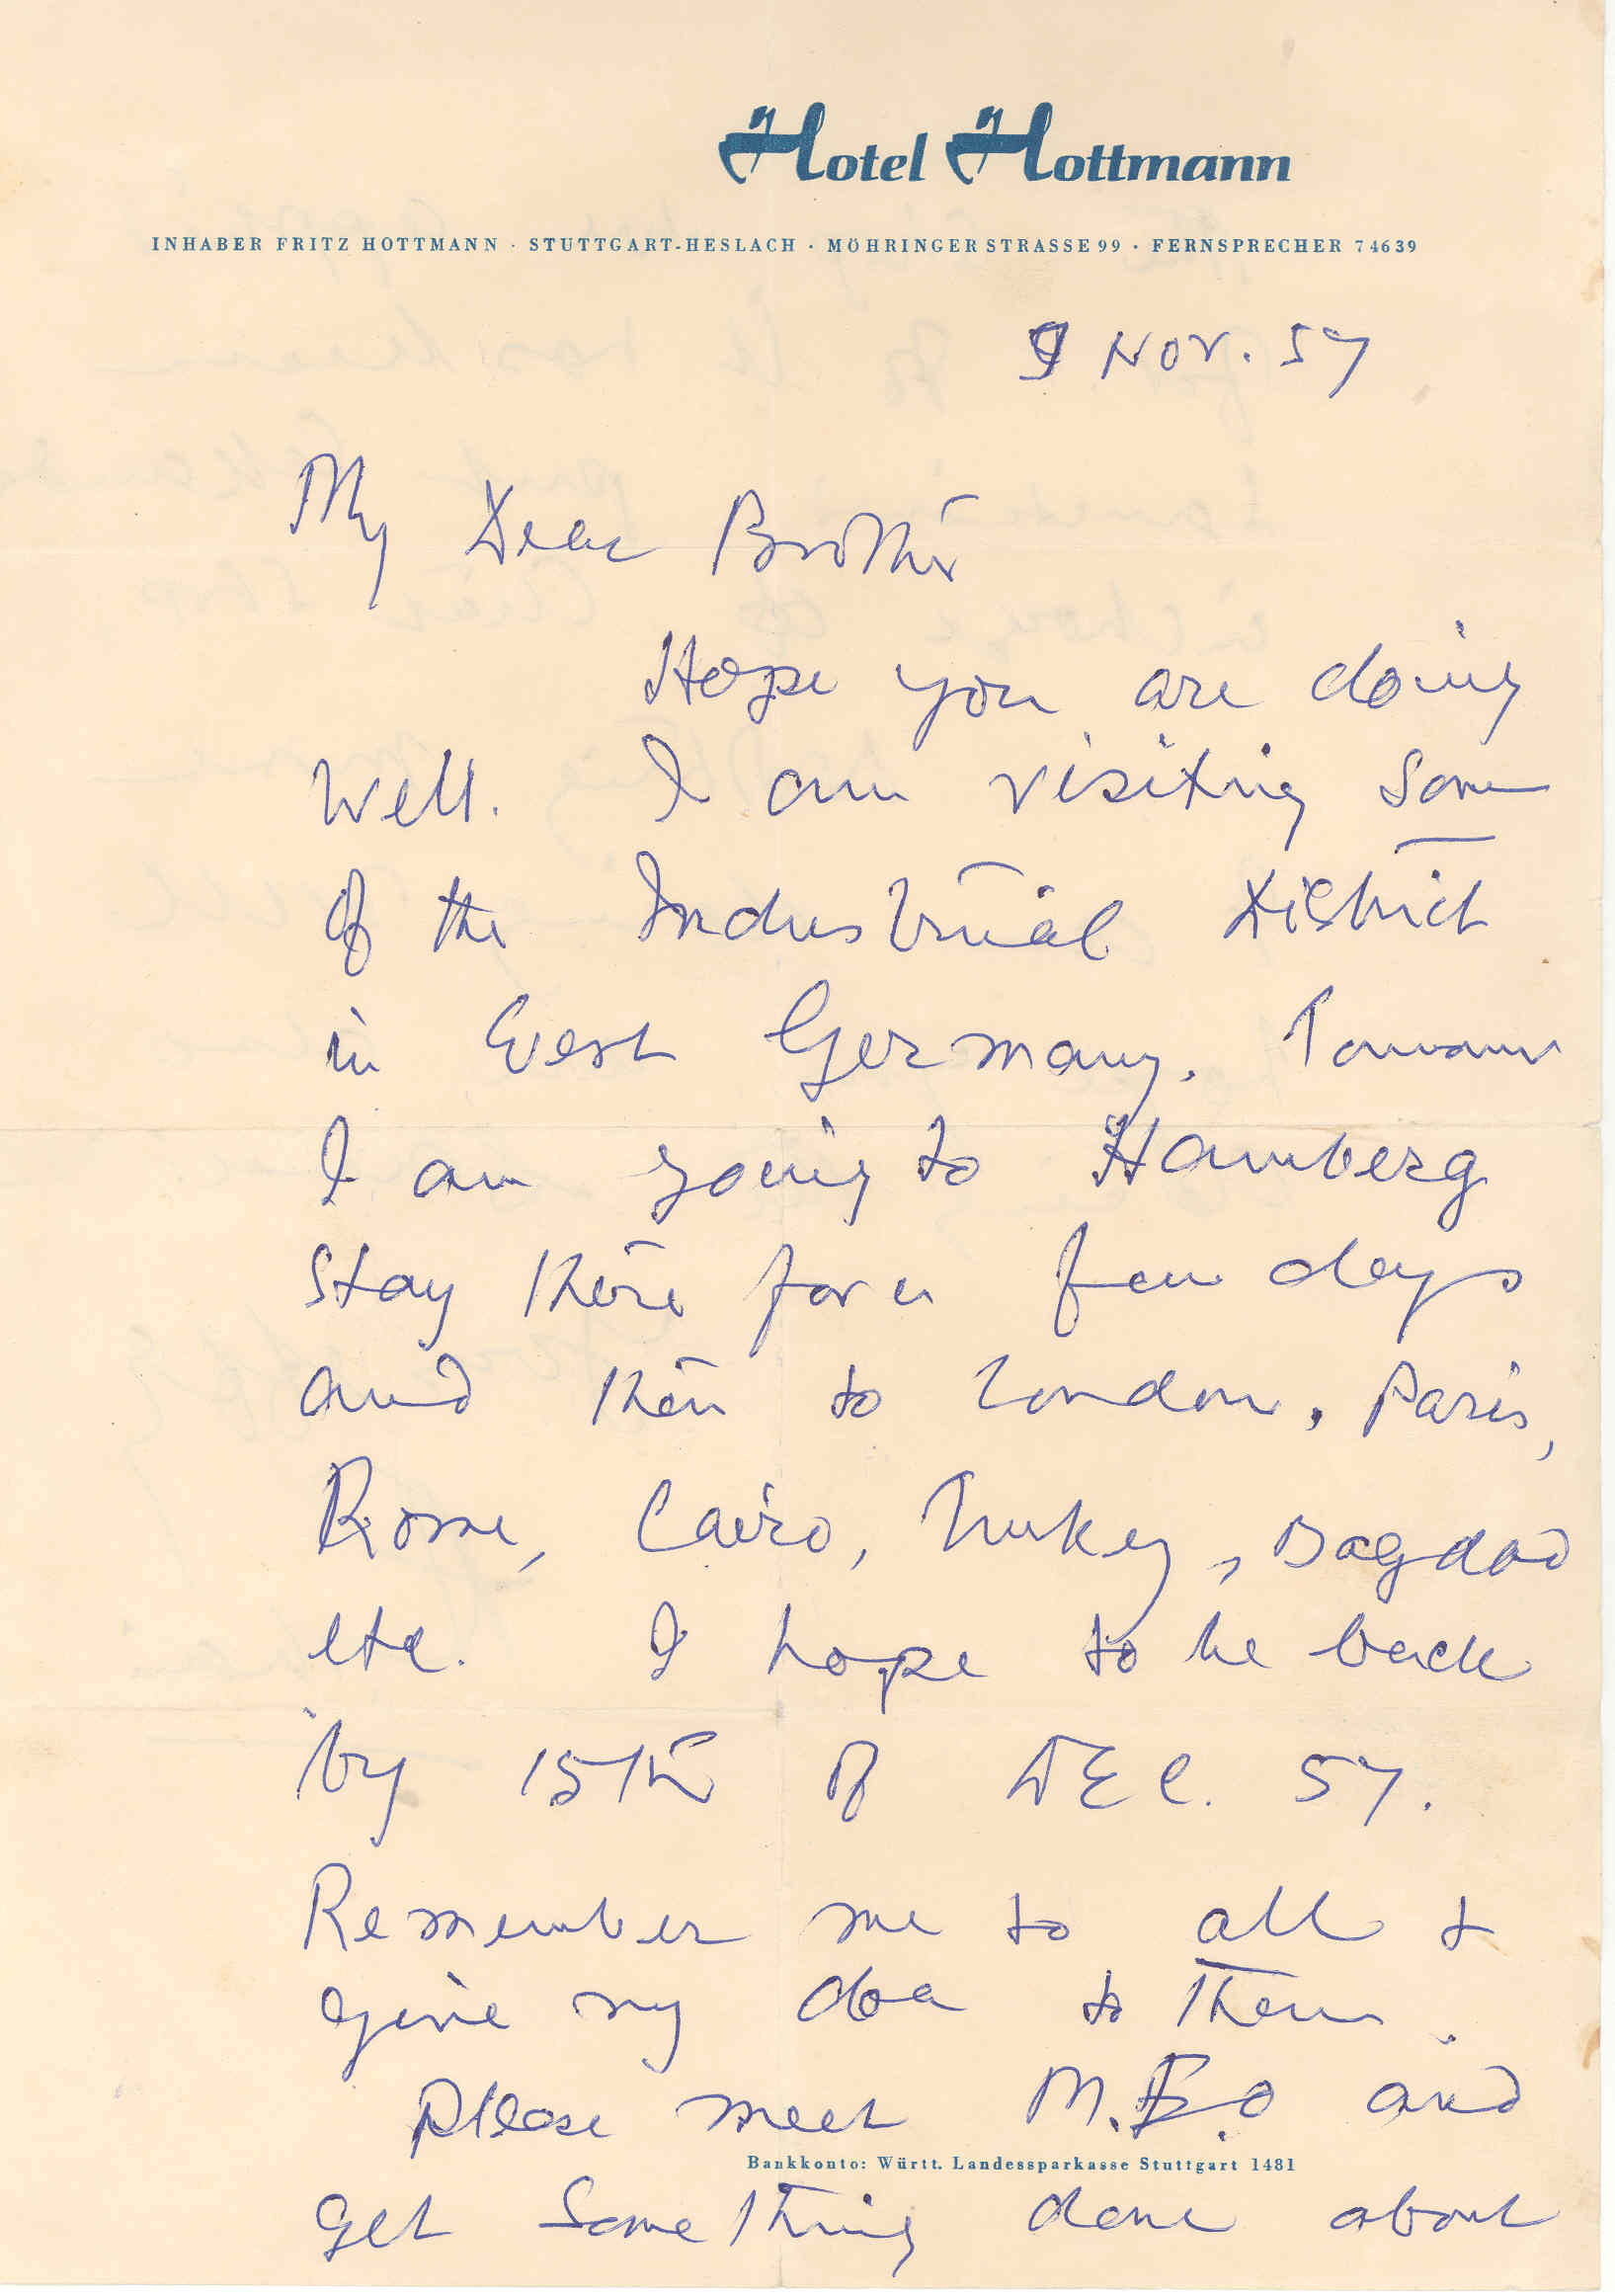 Hotel Hottmann
INHABER FRITZ HOTTMANN · STUTTGART-HESLACH · MÖHRINGER STRASSE 99 · FERNSPRECHER 74639
9 Nov. 57
My Dear Brother
Hope you are doing
well. I am visiting some
of the Industrial District
in West Germany. Tomorrow
I am going to Hamberg
stay there for a few days
and then to London, Paris,
Rome, Cairo, Turkey, Bagdad
etc. I hope to be back
by 15th of DEC. 57.
Remember me to all +
give my doa to them.
Please meet M.E.O and
Bankkonto: Württ. Landessparkasse Stuttgart 1481
get something done about